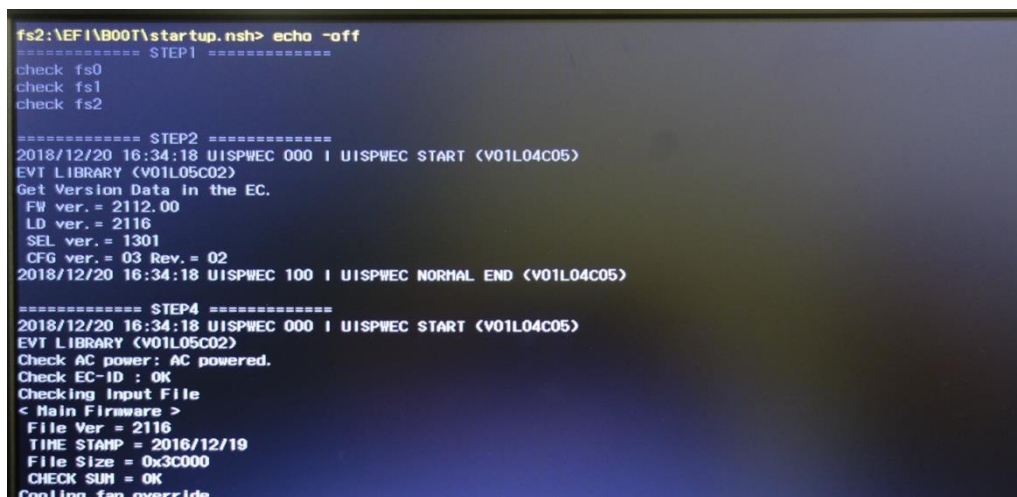 fs2:\EFI\BOOT\startup.nsh> echo -off
============= STEP1 =============
check fs0
check fs1
check fs2
============= STEP2 =============
2018/12/20 16:34:18 UISPWEC 000 I UISPWEC START (V01L04C05)
EVT LIBRARY (V01L05C02)
Get Version Data in the EC.
FW ver.= 2112.00
LD ver.= 2116
SEL ver.= 1301
CFG ver.= 03 Rev.= 02
2018/12/20 16:34:18 UISPWEC 100 I UISPWEC NORMAL END (V01L04C05)
============= STEP4 =============
2018/12/20 16:34:18 UISPWEC 000 I UISPWEC START (V01L04C05)
EVT LIBRARY (V01L05C02)
Check AC power: AC powered.
Check EC-ID : OK
Checking Input File
< Main Firmware >
File Ver = 2116
TIME STAMP = 2016/12/19
File Size = 0x3C000
CHECK SUM = OK
Cooling fan override